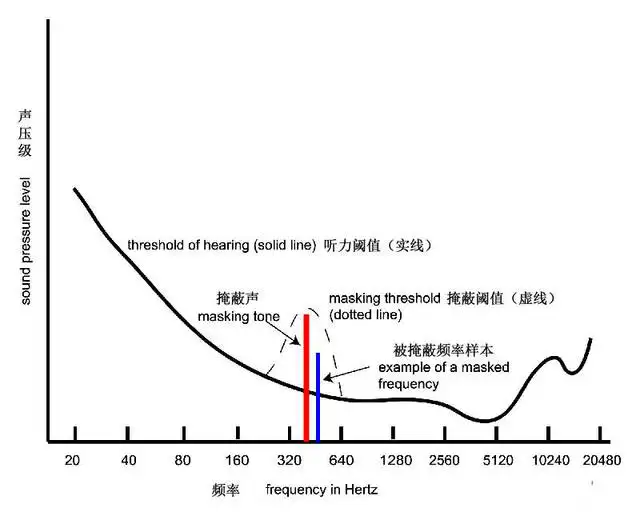 声压级
sound pressure level
threshold of hearing (solid line) 听力阈值（实线）
掩蔽声
masking tone
masking threshold 掩蔽阈值（虚线）
(dotted line)
被掩蔽频率样本
example of a masked
frequency
20 40 80 160 320 640 1280 2560 5120 10240 20480
频率 frequency in Hertz